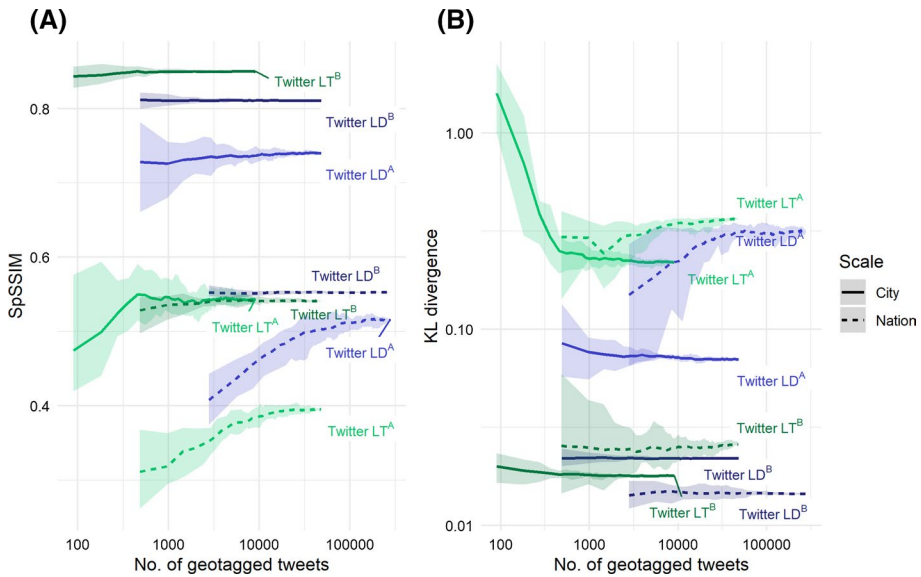 (A)
SpSSIM
0.8
0.6
0.4
Twitter LT^B
Twitter LD^B
Twitter LD^A
Twitter LD^B
Twitter LT^B
Twitter LT^A
Twitter LD^A
Twitter LT^A
100
1000
10000
100000
No. of geotagged tweets
(B)
KL divergence
1.00
0.10
0.01
Twitter LT^A
Twitter LD^A
Twitter LT^A
Twitter LD^A
Twitter LT^B
Twitter LD^B
Twitter LT^B
Twitter LD^B
100
1000
10000
100000
No. of geotagged tweets
Scale
City
Nation